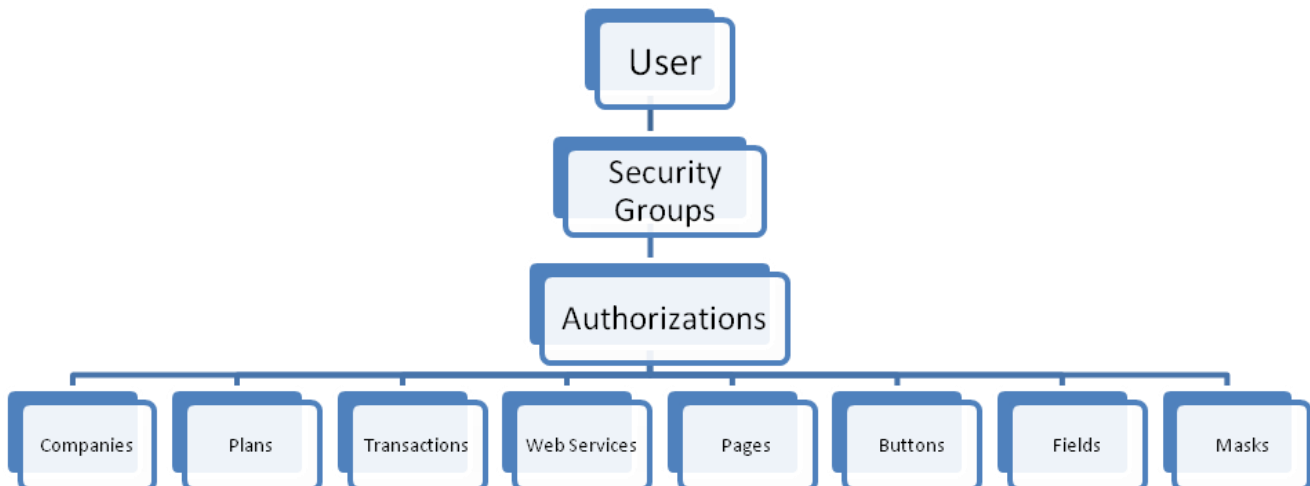 User
Security
Groups
Authorizations
Companies
Plans
Transactions
Web Services
Pages
Buttons
Fields
Masks